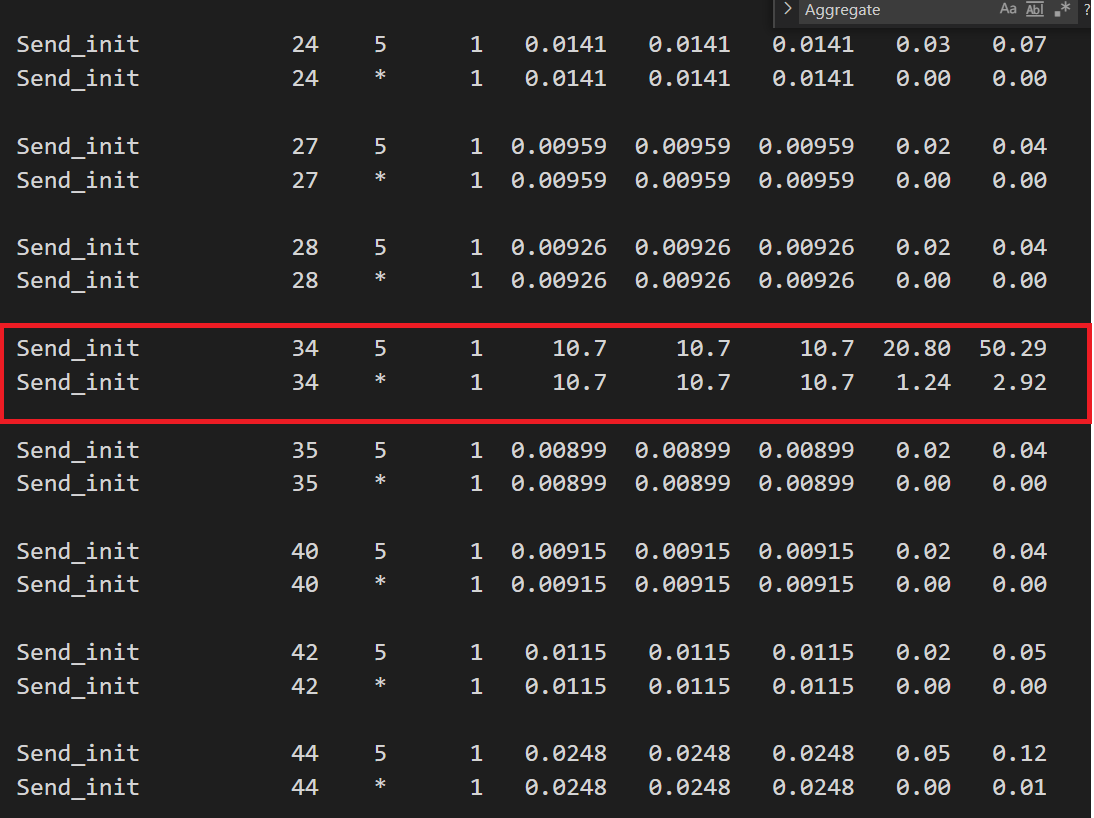 > Aggregate Aa Abl .* ?
Send_init 24 5 1 0.0141 0.0141 0.0141 0.03 0.07
Send_init 24 * 1 0.0141 0.0141 0.0141 0.00 0.00
Send_init 27 5 1 0.00959 0.00959 0.00959 0.02 0.04
Send_init 27 * 1 0.00959 0.00959 0.00959 0.00 0.00
Send_init 28 5 1 0.00926 0.00926 0.00926 0.02 0.04
Send_init 28 * 1 0.00926 0.00926 0.00926 0.00 0.00
Send_init 34 5 1 10.7 10.7 10.7 20.80 50.29
Send_init 34 * 1 10.7 10.7 10.7 1.24 2.92
Send_init 35 5 1 0.00899 0.00899 0.00899 0.02 0.04
Send_init 35 * 1 0.00899 0.00899 0.00899 0.00 0.00
Send_init 40 5 1 0.00915 0.00915 0.00915 0.02 0.04
Send_init 40 * 1 0.00915 0.00915 0.00915 0.00 0.00
Send_init 42 5 1 0.0115 0.0115 0.0115 0.02 0.05
Send_init 42 * 1 0.0115 0.0115 0.0115 0.00 0.00
Send_init 44 5 1 0.0248 0.0248 0.0248 0.05 0.12
Send_init 44 * 1 0.0248 0.0248 0.0248 0.00 0.01